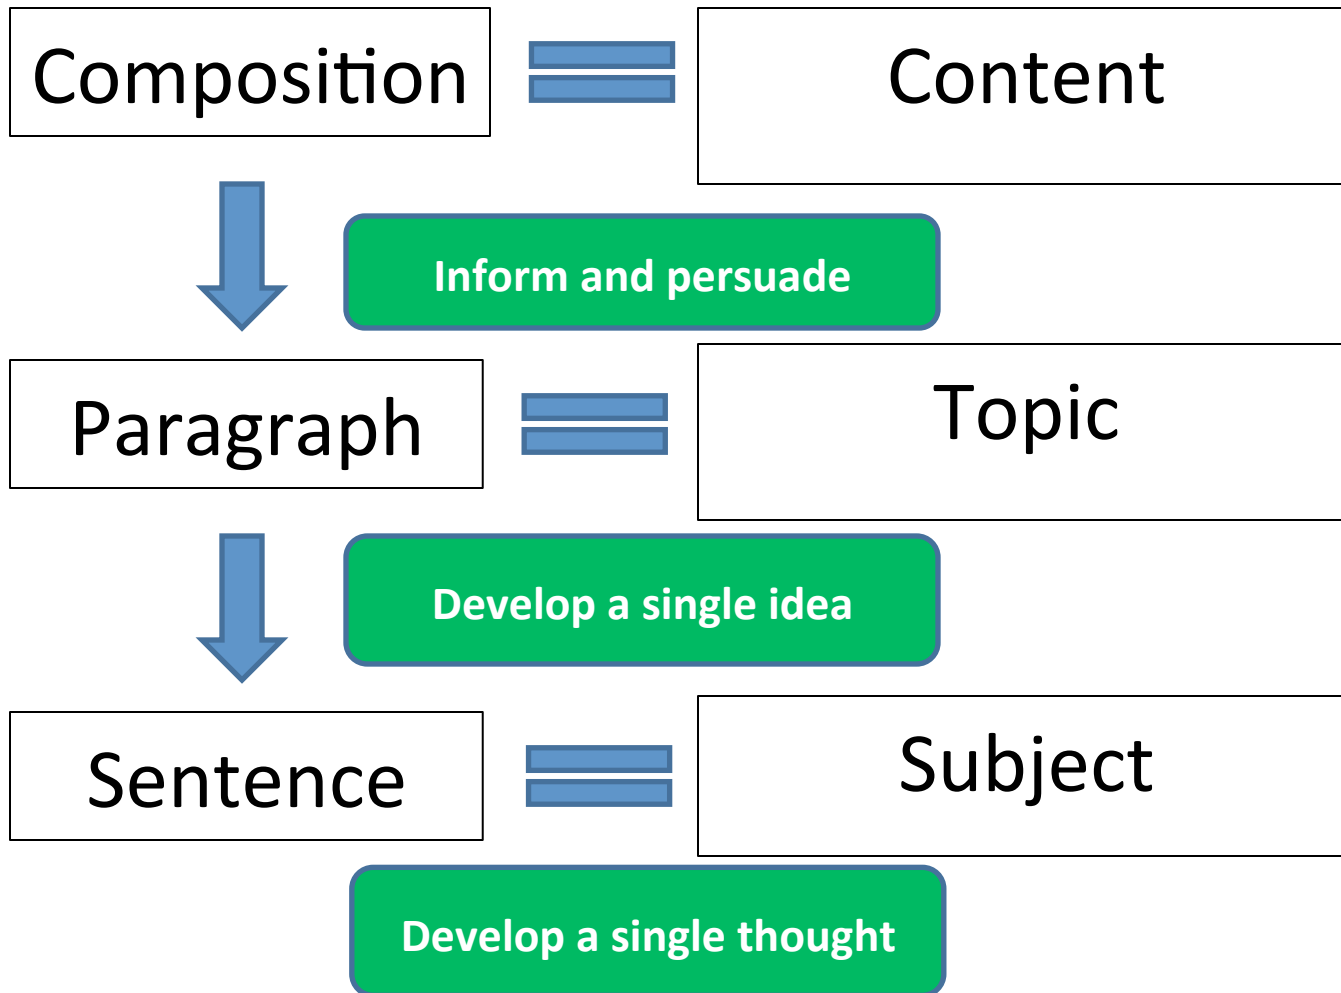 Composition
Content
Inform and persuade
Paragraph
Topic
Develop a single idea
Sentence
Subject
Develop a single thought